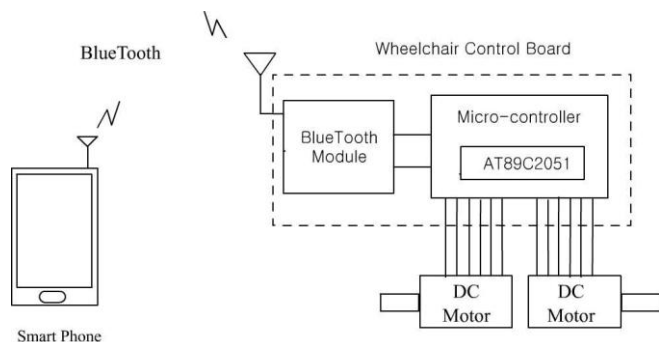 BlueTooth
Wheelchair Control Board
BlueTooth
Module
Micro-controller
AT89C2051
DC
Motor
DC
Motor
Smart Phone